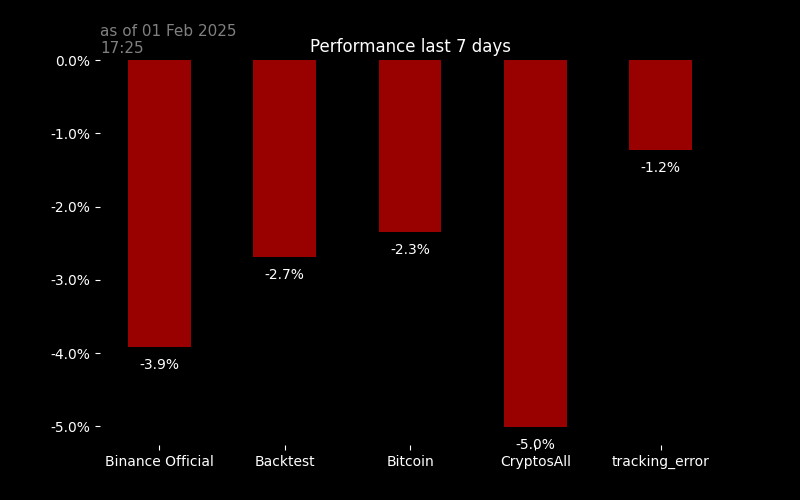 as of 01 Feb 2025
17:25
Performance last 7 days
0.0%
-1.0%
-2.0%
-3.0%
-4.0%
-5.0%
-3.9%
-2.7%
-2.3%
-5.0%
-1.2%
Binance Official
Backtest
Bitcoin
CryptosAll
tracking_error